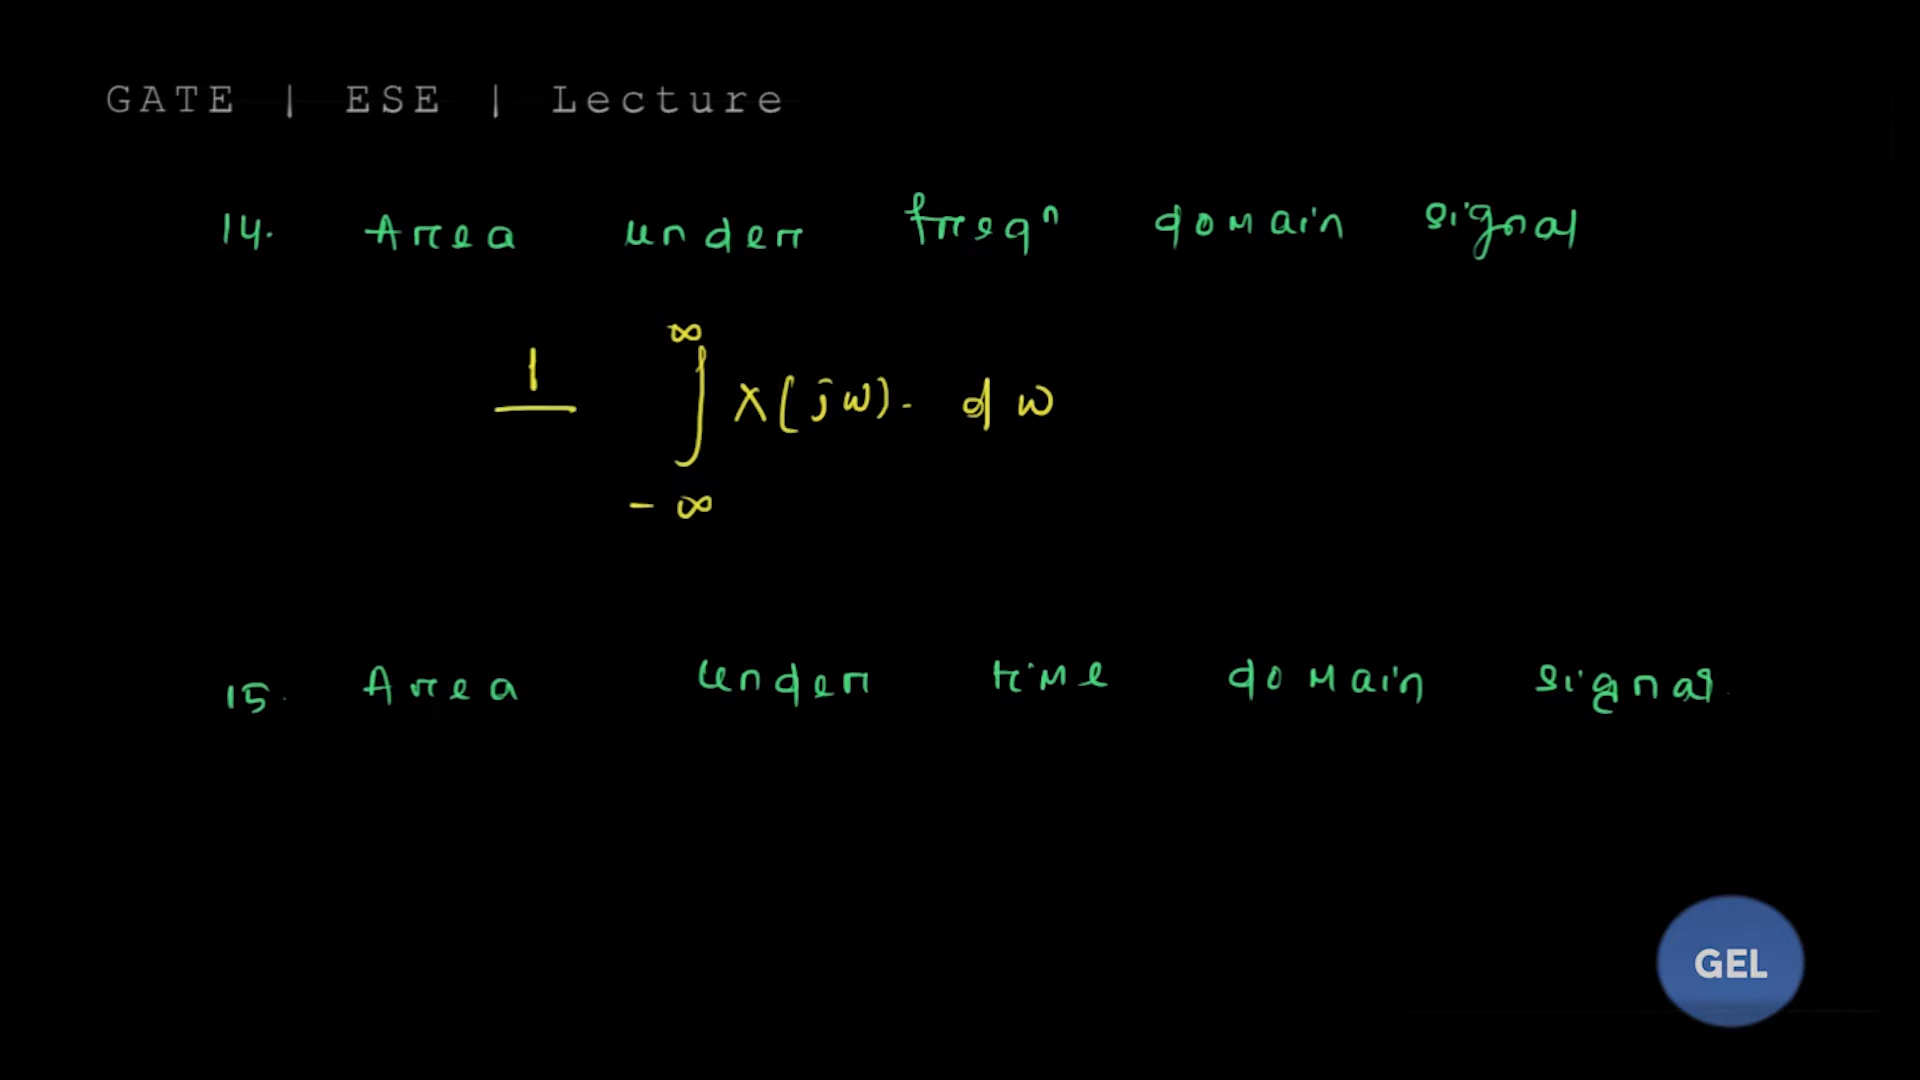 GATE | ESE | Lecture
14. Area under freqⁿ domain signal
1/ ∫_{-∞}^{∞} X(jω). dω
15. Area under time domain signal.
GEL